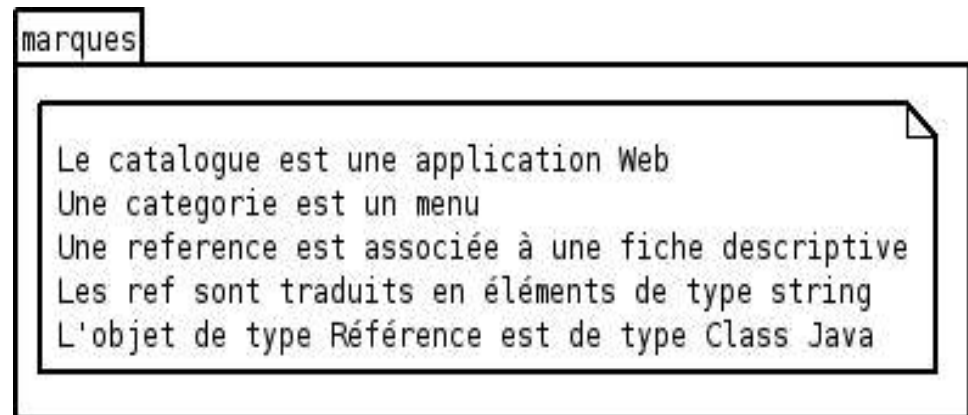 marques
Le catalogue est une application Web
Une categorie est un menu
Une reference est associée à une fiche descriptive
Les ref sont traduits en éléments de type string
L'objet de type Référence est de type Class Java